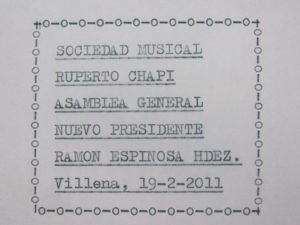 SOCIEDAD MUSICAL
RUPERTO CHAPI
ASAMBLEA GENERAL
NUEVO PRESIDENTE
RAMON ESPINOSA HDEZ.
Villena, 19-2-2011